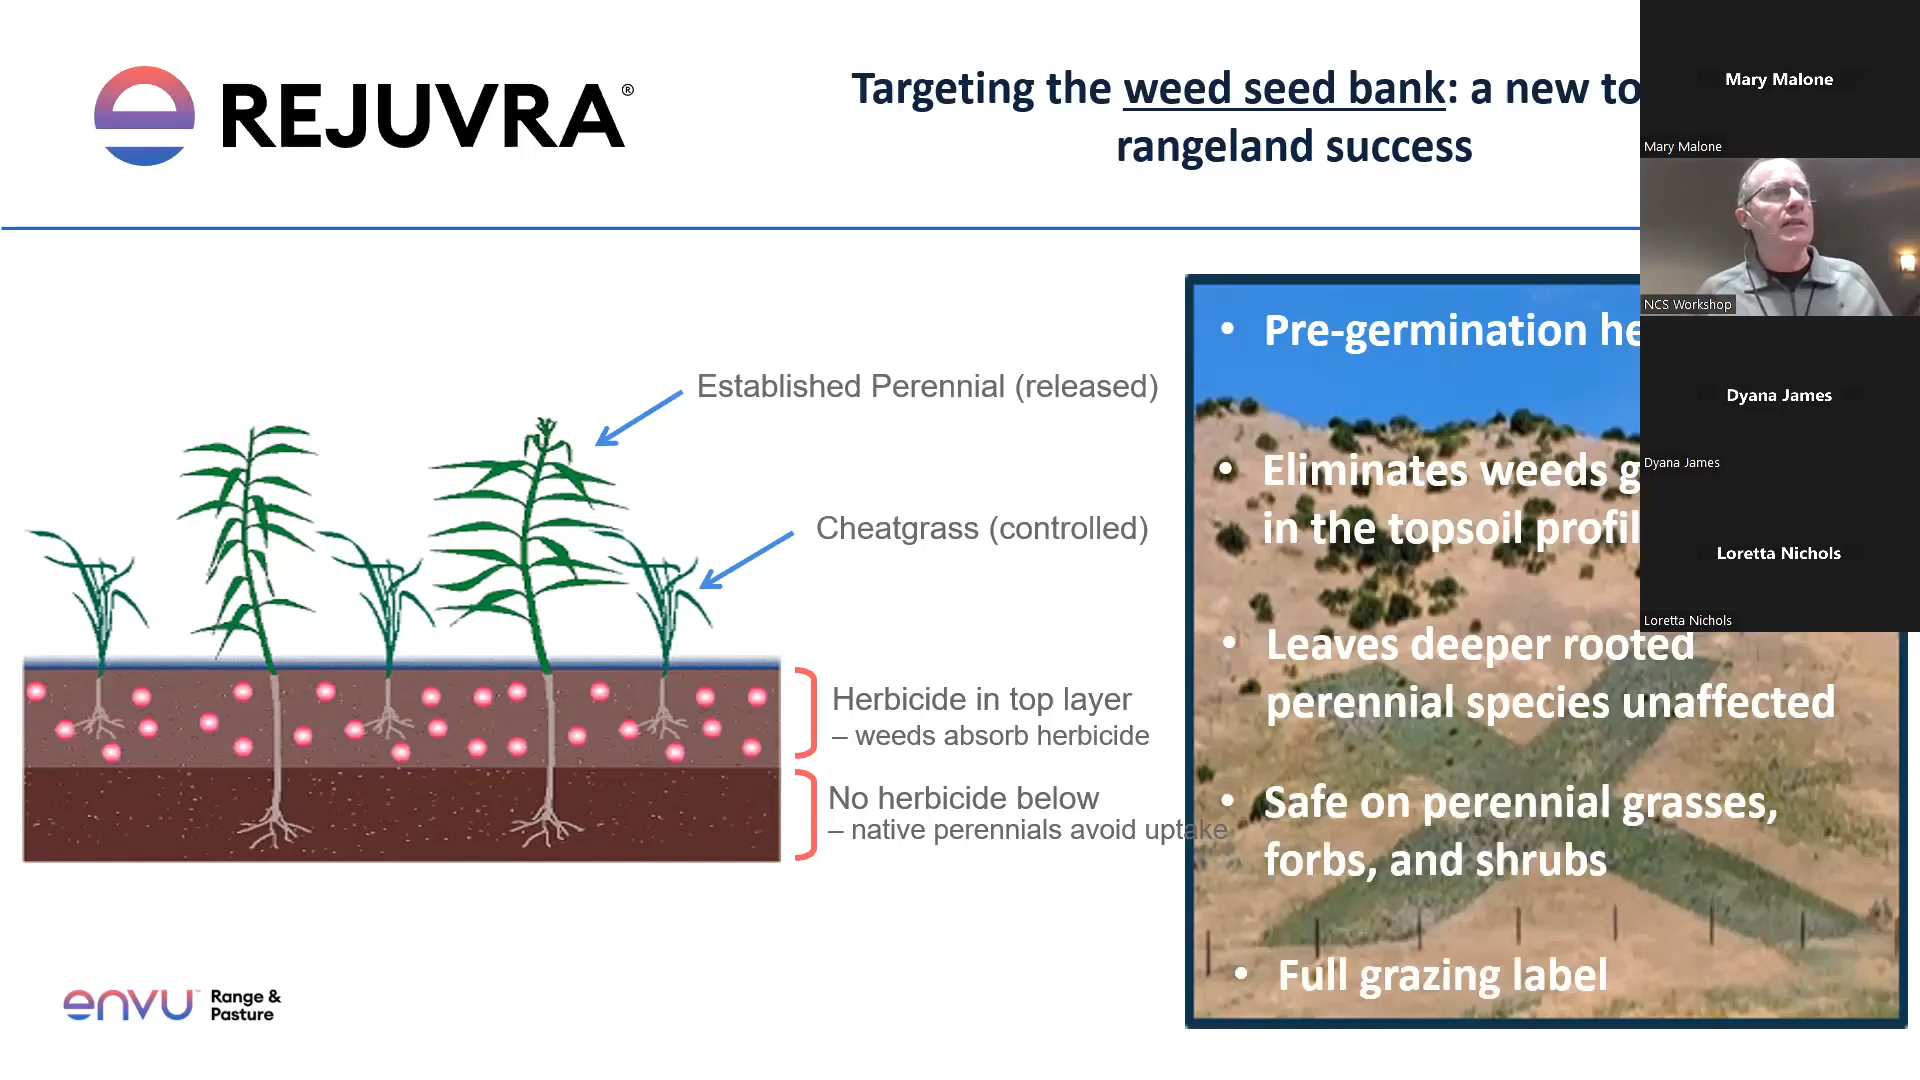 REJUVRA®
Targeting the weed seed bank: a new to
rangeland success
Established Perennial (released)
Cheatgrass (controlled)
Herbicide in top layer
– weeds absorb herbicide
No herbicide below
– native perennials avoid uptake
• Pre-germination he
• Eliminates weeds g
in the topsoil profil
• Leaves deeper rooted
perennial species unaffected
• Safe on perennial grasses,
forbs, and shrubs
• Full grazing label
envu™ Range &
Pasture
Mary Malone
Mary Malone
NCS Workshop
Dyana James
Dyana James
Loretta Nichols
Loretta Nichols